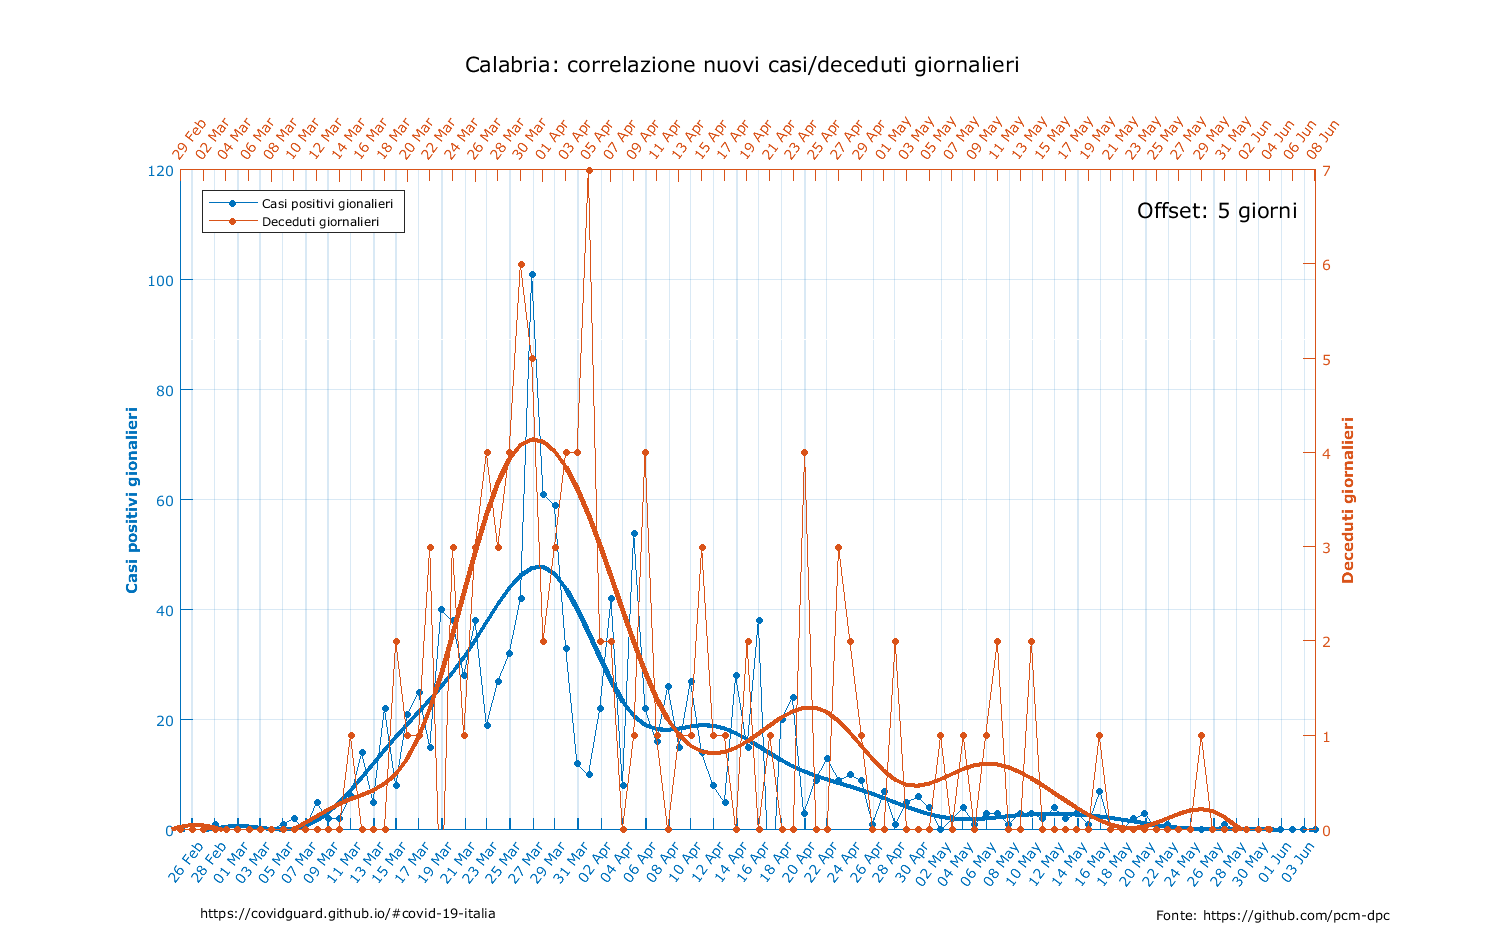 Calabria: correlazione nuovi casi/deceduti giornalieri
29 Feb 02 Mar 04 Mar 06 Mar 08 Mar 10 Mar 12 Mar 14 Mar 16 Mar 18 Mar 20 Mar 22 Mar 24 Mar 26 Mar 28 Mar 30 Mar 01 Apr 03 Apr 05 Apr 07 Apr 09 Apr 11 Apr 13 Apr 15 Apr 17 Apr 19 Apr 21 Apr 23 Apr 25 Apr 27 Apr 29 Apr 01 May 03 May 05 May 07 May 09 May 11 May 13 May 15 May 17 May 19 May 21 May 23 May 25 May 27 May 29 May 31 May 02 Jun 04 Jun 06 Jun 08 Jun
120
100
80
60
40
20
0
Casi positivi gionalieri
Casi positivi gionalieri
Deceduti giornalieri
Offset: 5 giorni
7
6
5
4
3
2
1
0
Deceduti giornalieri
26 Feb 28 Feb 01 Mar 03 Mar 05 Mar 07 Mar 09 Mar 11 Mar 13 Mar 15 Mar 17 Mar 19 Mar 21 Mar 23 Mar 25 Mar 27 Mar 29 Mar 31 Mar 02 Apr 04 Apr 06 Apr 08 Apr 10 Apr 12 Apr 14 Apr 16 Apr 18 Apr 20 Apr 22 Apr 24 Apr 26 Apr 28 Apr 30 Apr 02 May 04 May 06 May 08 May 10 May 12 May 14 May 16 May 18 May 20 May 22 May 24 May 26 May 28 May 30 May 01 Jun 03 Jun
https://covidguard.github.io/#covid-19-italia
Fonte: https://github.com/pcm-dpc